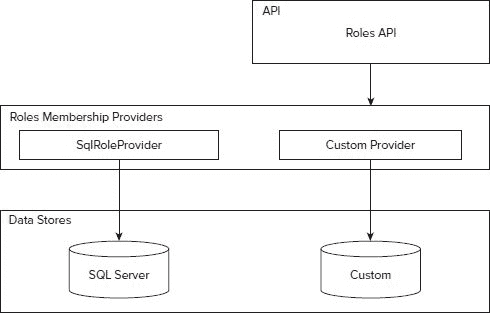 API
Roles API
Roles Membership Providers
SqlRoleProvider
Custom Provider
Data Stores
SQL Server
Custom